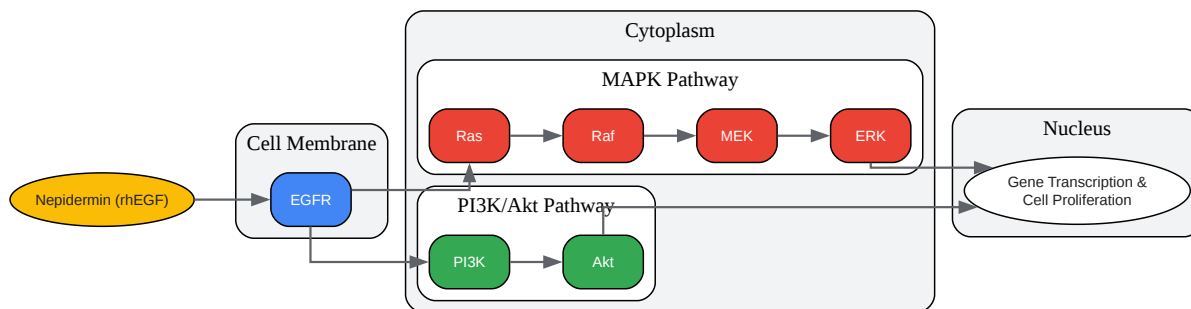 Cytoplasm
MAPK Pathway
Ras
Raf
MEK
ERK
Cell Membrane
EGFR
Nepidermin (rhEGF)
PI3K/Akt Pathway
PI3K
Akt
Nucleus
Gene Transcription &
Cell Proliferation